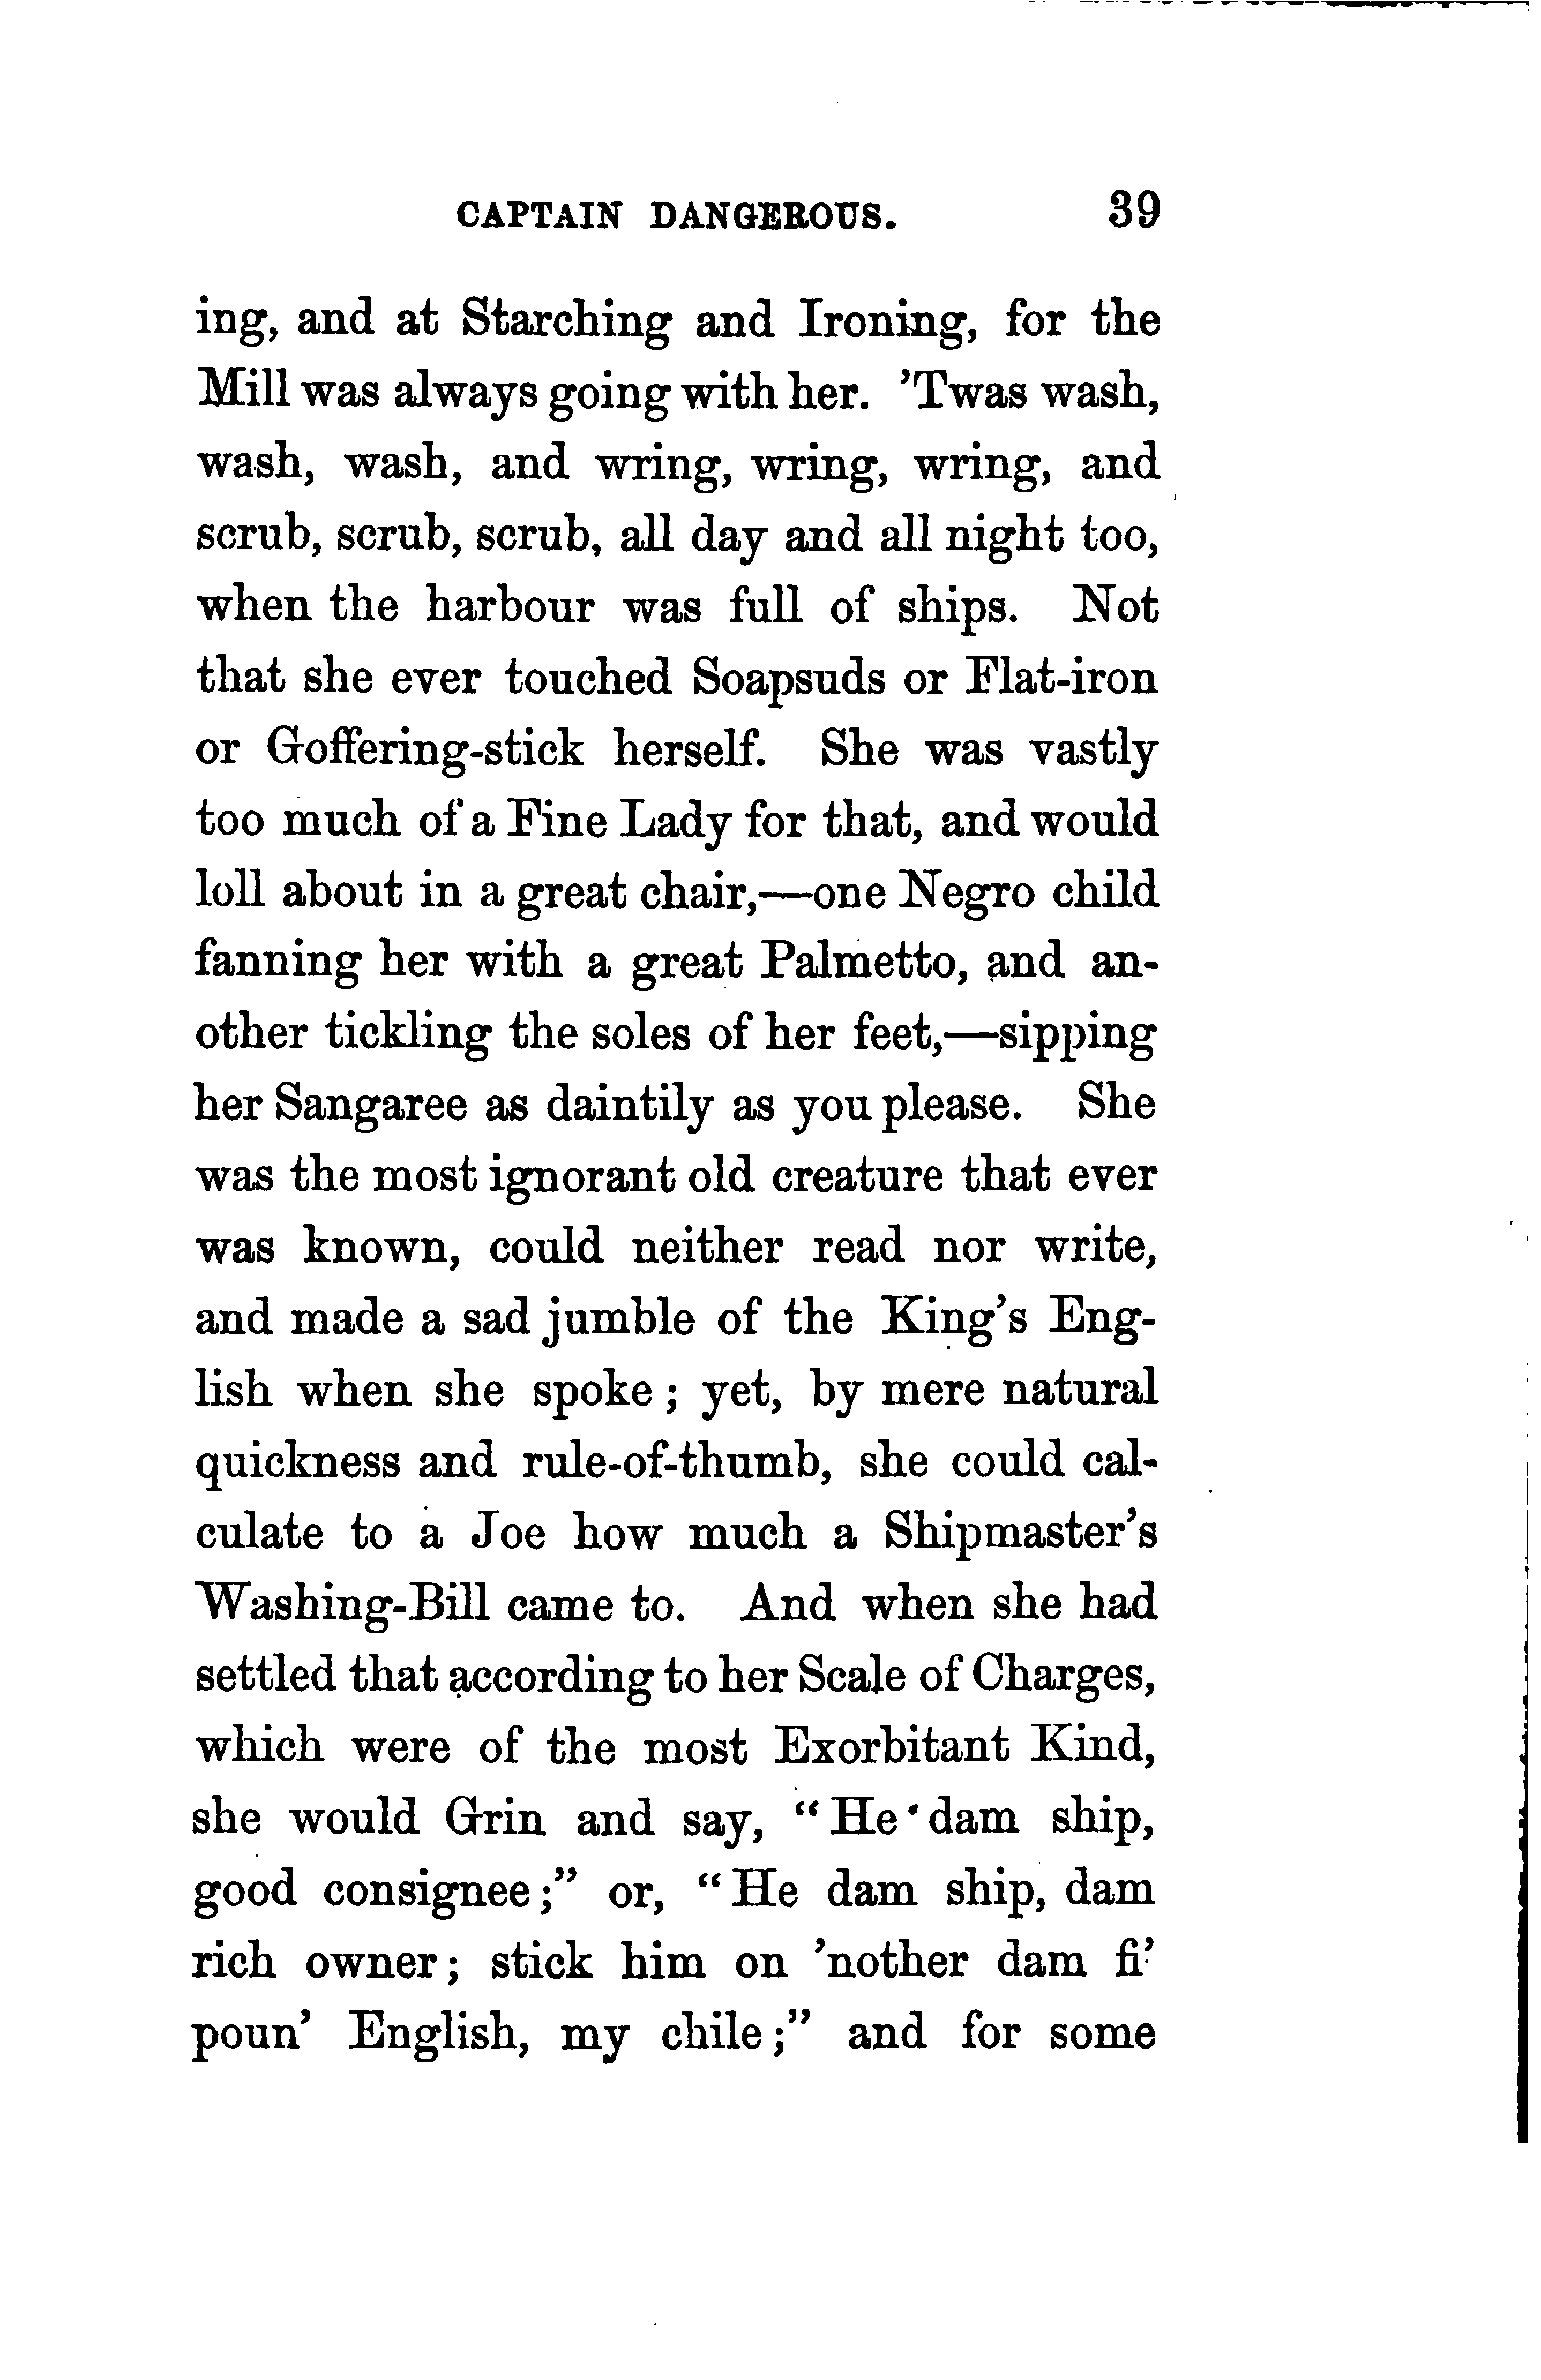 CAPTAIN DANGEROUS. 39
ing, and at Starching and Ironing, for the
Mill was always going with her. ’Twas wash,
wash, wash, and wring, wring, wring, and
scrub, scrub, scrub, all day and all night too,
when the harbour was full of ships. Not
that she ever touched Soapsuds or Flat-iron
or Goffering-stick herself. She was vastly
too much of a Fine Lady for that, and would
loll about in a great chair,—one Negro child
fanning her with a great Palmetto, and an-
other tickling the soles of her feet,—sipping
her Sangaree as daintily as you please. She
was the most ignorant old creature that ever
was known, could neither read nor write,
and made a sad jumble of the King’s Eng-
lish when she spoke; yet, by mere natural
quickness and rule-of-thumb, she could cal-
culate to a Joe how much a Shipmaster’s
Washing-Bill came to. And when she had
settled that according to her Scale of Charges,
which were of the most Exorbitant Kind,
she would Grin and say, “He dam ship,
good consignee;” or, “He dam ship, dam
rich owner; stick him on ’nother dam fi’
poun’ English, my chile;” and for some